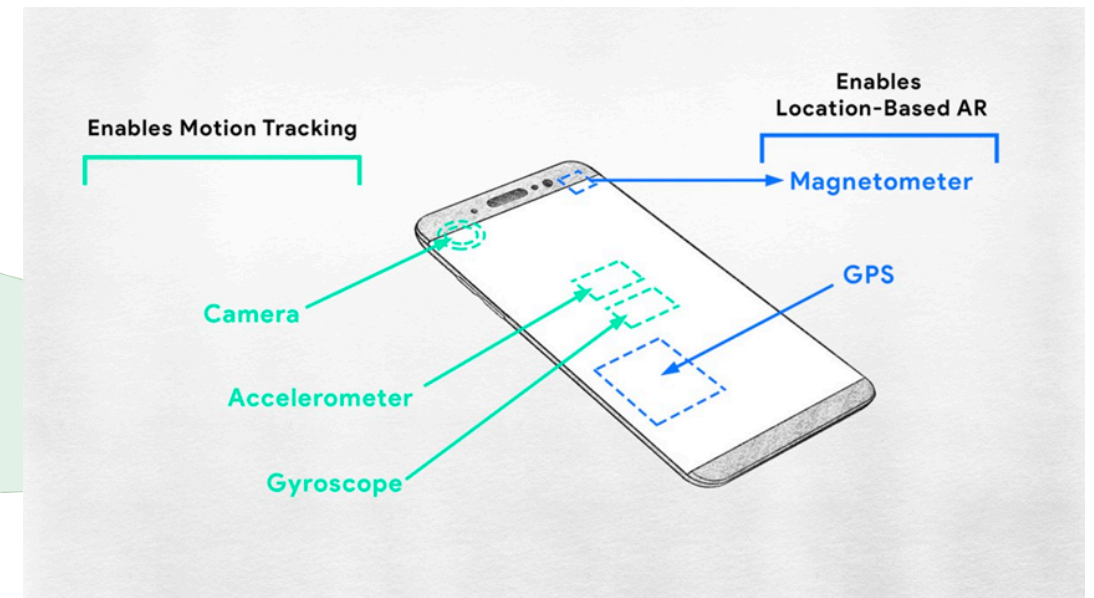 Enables Motion Tracking
Enables
Location-Based AR
Magnetometer
GPS
Camera
Accelerometer
Gyroscope